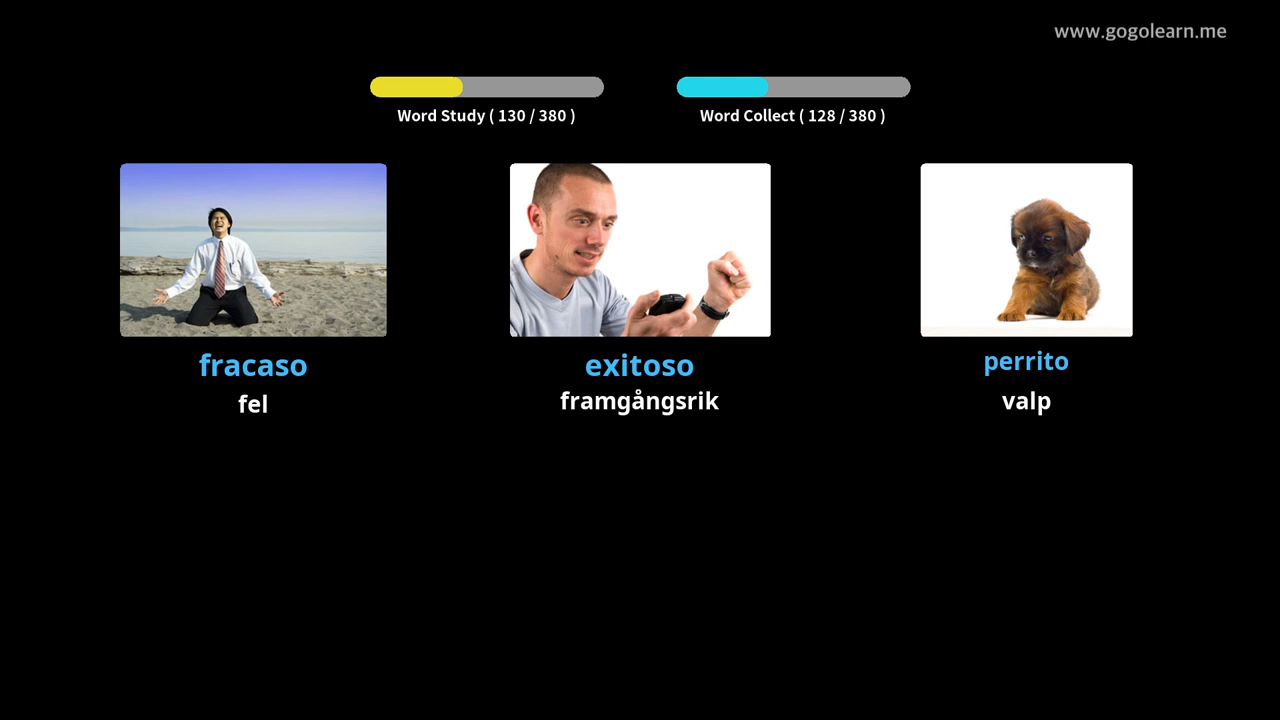 www.gogolearn.me
Word Study ( 130 / 380 )
Word Collect ( 128 / 380 )
fracaso
fel
exitoso
framgångsrik
perrito
valp